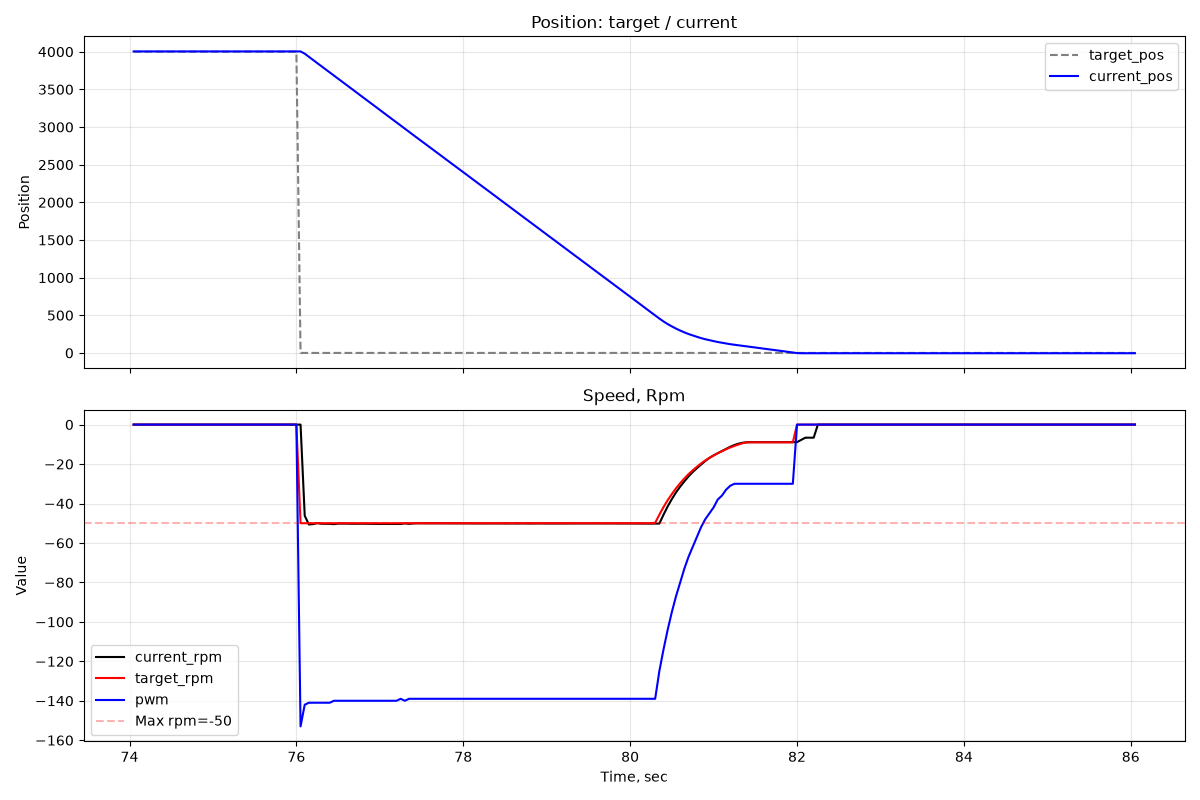 Position: target / current
4000
3500
3000
2500
2000
1500
1000
500
0
Position
target_pos
current_pos
Speed, Rpm
0
−20
−40
−60
−80
−100
−120
−140
−160
Value
current_rpm
target_rpm
pwm
Max rpm=-50
74 76 78 80 82 84 86
Time, sec